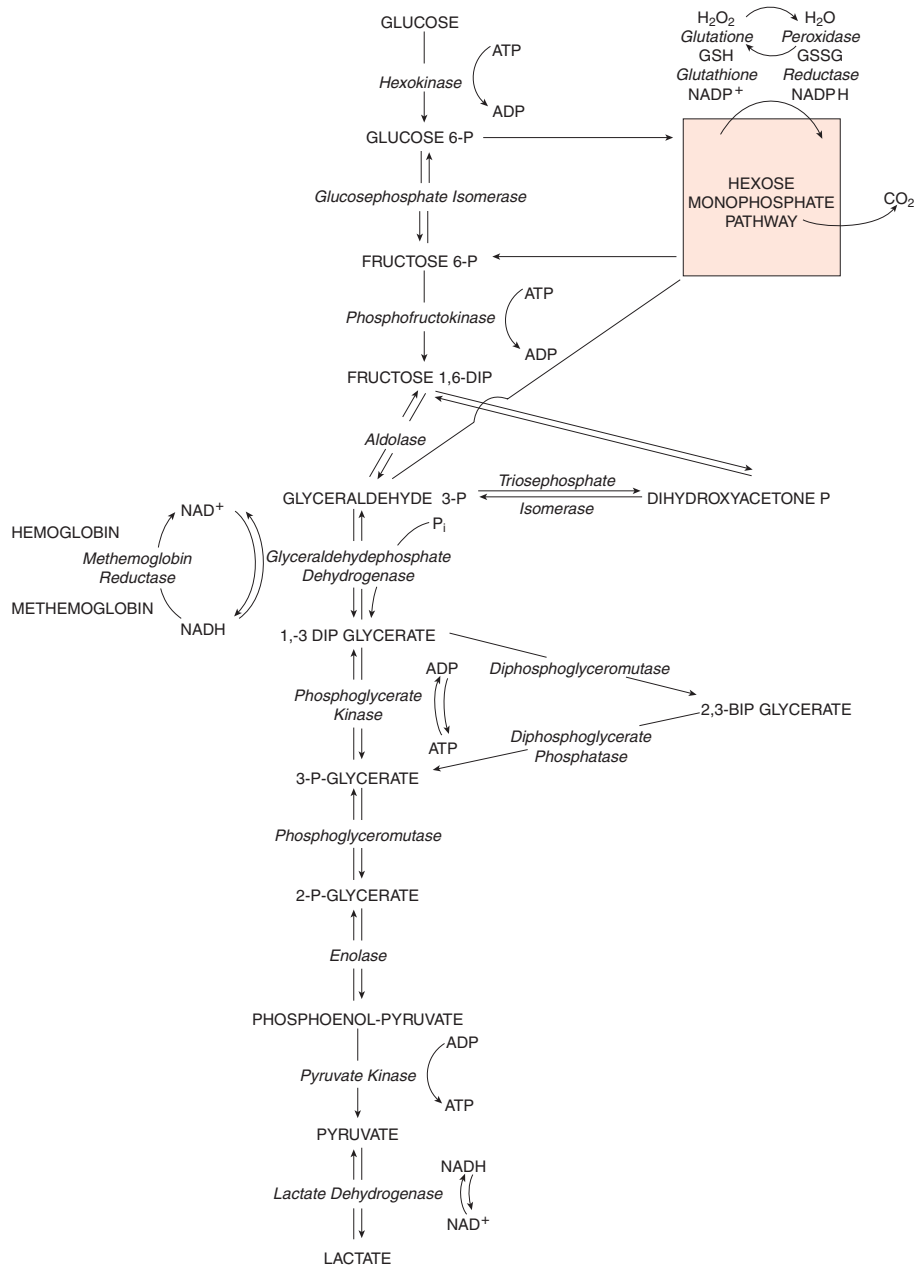 GLUCOSE
ATP
Hexokinase
ADP
GLUCOSE 6-P
H₂O₂ H₂O
Glutatione Peroxidase
GSH GSSG
Glutathione Reductase
NADP⁺ NADPH
HEXOSE
MONOPHOSPHATE
PATHWAY
CO₂
Glucosephosphate Isomerase
FRUCTOSE 6-P
ATP
Phosphofructokinase
ADP
FRUCTOSE 1,6-DIP
Aldolase
GLYCERALDEHYDE 3-P
Triosephosphate
Isomerase
DIHYDROXYACETONE P
NAD⁺
HEMOGLOBIN
Methemoglobin
Reductase
METHEMOGLOBIN
NADH
Pᵢ
Glyceraldehydephosphate
Dehydrogenase
1,-3 DIP GLYCERATE
Diphosphoglyceromutase
ADP
Phosphoglycerate
Kinase
ATP
2,3-BIP GLYCERATE
Diphosphoglycerate
Phosphatase
3-P-GLYCERATE
Phosphoglyceromutase
2-P-GLYCERATE
Enolase
PHOSPHOENOL-PYRUVATE
ADP
Pyruvate Kinase
ATP
PYRUVATE
NADH
Lactate Dehydrogenase
NAD⁺
LACTATE